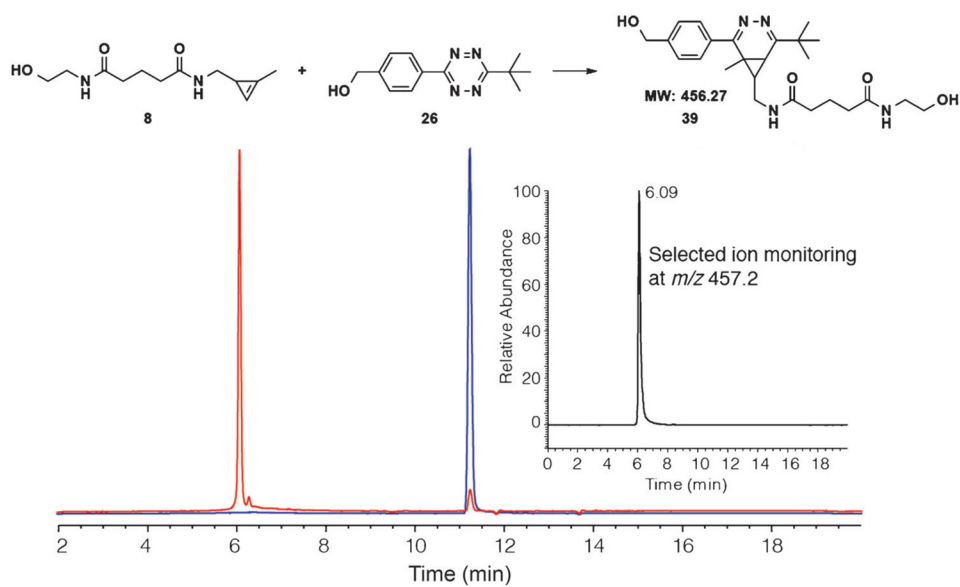 HO N H O O N H
8
+
HO N=N N=N
26
HO N-N
O N H O N H OH
MW: 456.27
39
6.09
Selected ion monitoring
at m/z 457.2
Relative Abundance
100
80
60
40
20
0
0 2 4 6 8 10 12 14 16 18
Time (min)
2 4 6 8 10 12 14 16 18
Time (min)